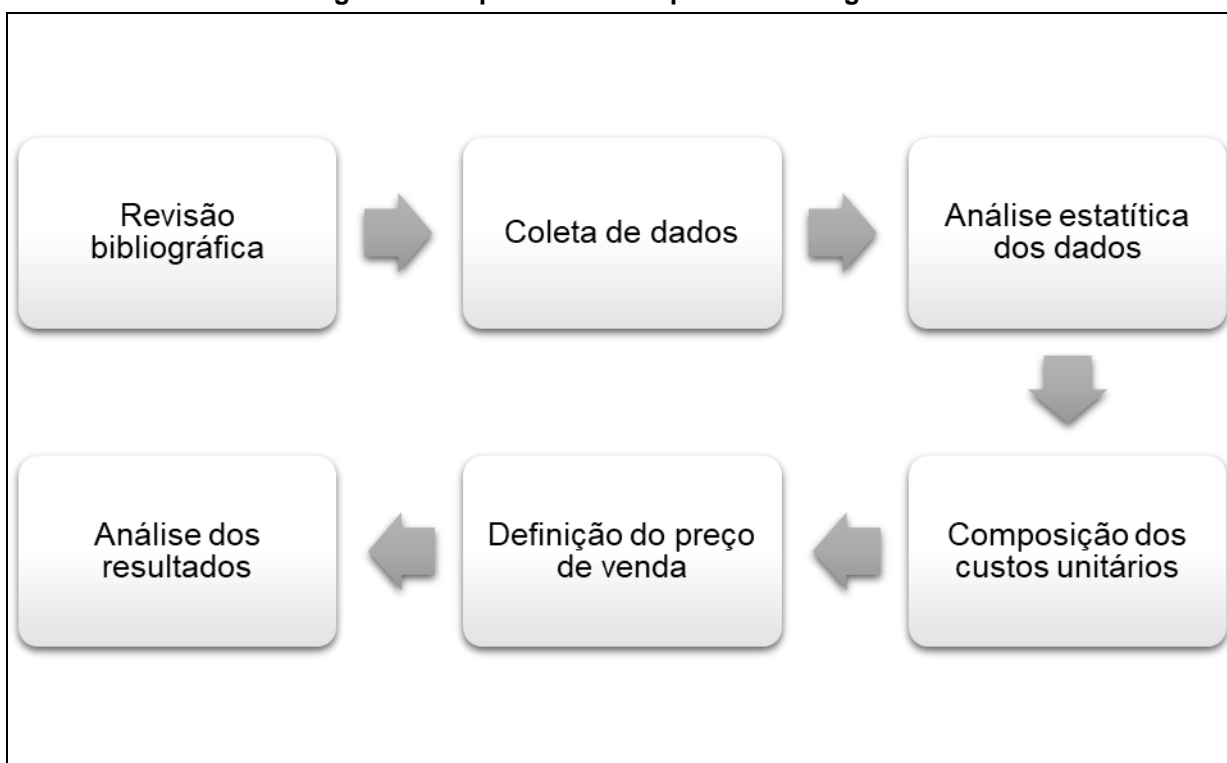 Revisão
bibliográfica
Coleta de dados
Análise estatítica
dos dados
Composição dos
custos unitários
Definição do preço
de venda
Análise dos
resultados